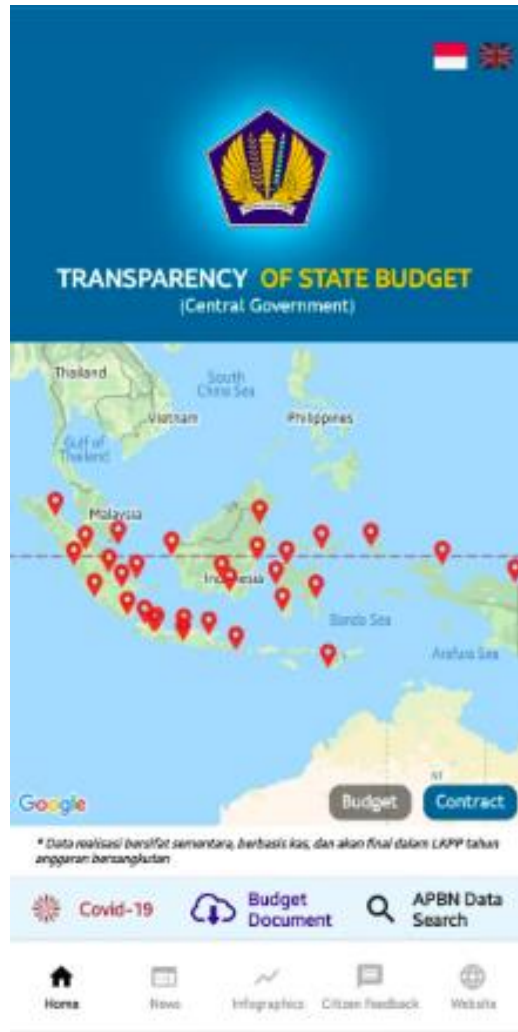 TRANSPARENCY OF STATE BUDGET
(Central Government)
Thailand
South
China Sea
Vietnam
Philippines
Gulf of
Thailand
Malaysia
Indonesia
Banda Sea
Arafura Sea
NT
Google
Budget
Contract
* Data realisasi bersifat sementara, berbasis kas, dan akan final dalam LKPP tahun
anggaran bersangkutan
Covid-19
Budget
Document
APBN Data
Search
Home
News
Infographics
Citizen Feedback
Website